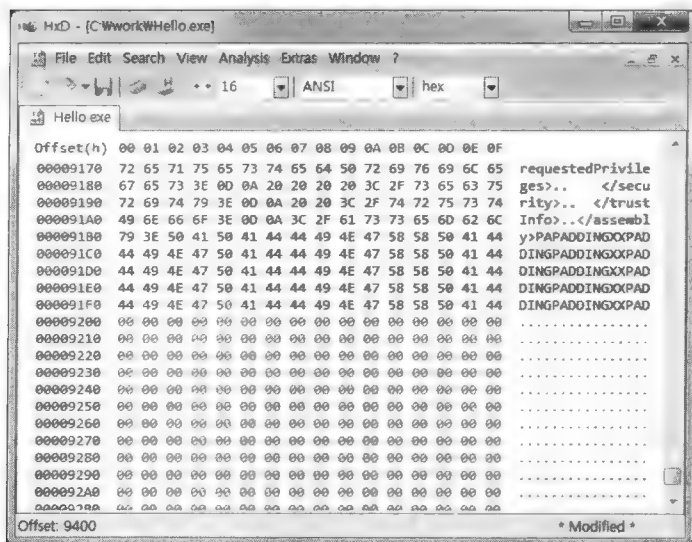 HxD - [C:₩work₩Hello.exe]
File Edit Search View Analysis Extras Window ?
16 ANSI hex
Hello exe
Offset(h) 00 01 02 03 04 05 06 07 08 09 0A 0B 0C 0D 0E 0F
00009170 72 65 71 75 65 73 74 65 64 50 72 69 76 69 6C 65 requestedPrivile
00009180 67 65 73 3E 0D 0A 20 20 20 20 3C 2F 73 65 63 75 ges>..    </secu
00009190 72 69 74 79 3E 0D 0A 20 20 3C 2F 74 72 75 73 74 rity>..  </trust
000091A0 49 6E 66 6F 3E 0D 0A 3C 2F 61 73 73 65 6D 62 6C Info>..</assembl
000091B0 79 3E 50 41 50 41 44 44 49 4E 47 58 58 50 41 44 y>PAPADDINGXXPAD
000091C0 44 49 4E 47 50 41 44 44 49 4E 47 58 58 50 41 44 DINGPADDINGXXPAD
000091D0 44 49 4E 47 50 41 44 44 49 4E 47 58 58 50 41 44 DINGPADDINGXXPAD
000091E0 44 49 4E 47 50 41 44 44 49 4E 47 58 58 50 41 44 DINGPADDINGXXPAD
000091F0 44 49 4E 47 50 41 44 44 49 4E 47 58 58 50 41 44 DINGPADDINGXXPAD
00009200 00 00 00 00 00 00 00 00 00 00 00 00 00 00 00 00 ................
00009210 00 00 00 00 00 00 00 00 00 00 00 00 00 00 00 00 ................
00009220 00 00 00 00 00 00 00 00 00 00 00 00 00 00 00 00 ................
00009230 00 00 00 00 00 00 00 00 00 00 00 00 00 00 00 00 ................
00009240 00 00 00 00 00 00 00 00 00 00 00 00 00 00 00 00 ................
00009250 00 00 00 00 00 00 00 00 00 00 00 00 00 00 00 00 ................
00009260 00 00 00 00 00 00 00 00 00 00 00 00 00 00 00 00 ................
00009270 00 00 00 00 00 00 00 00 00 00 00 00 00 00 00 00 ................
00009280 00 00 00 00 00 00 00 00 00 00 00 00 00 00 00 00 ................
00009290 00 00 00 00 00 00 00 00 00 00 00 00 00 00 00 00 ................
000092A0 00 00 00 00 00 00 00 00 00 00 00 00 00 00 00 00 ................
Offset: 9400 * Modified *